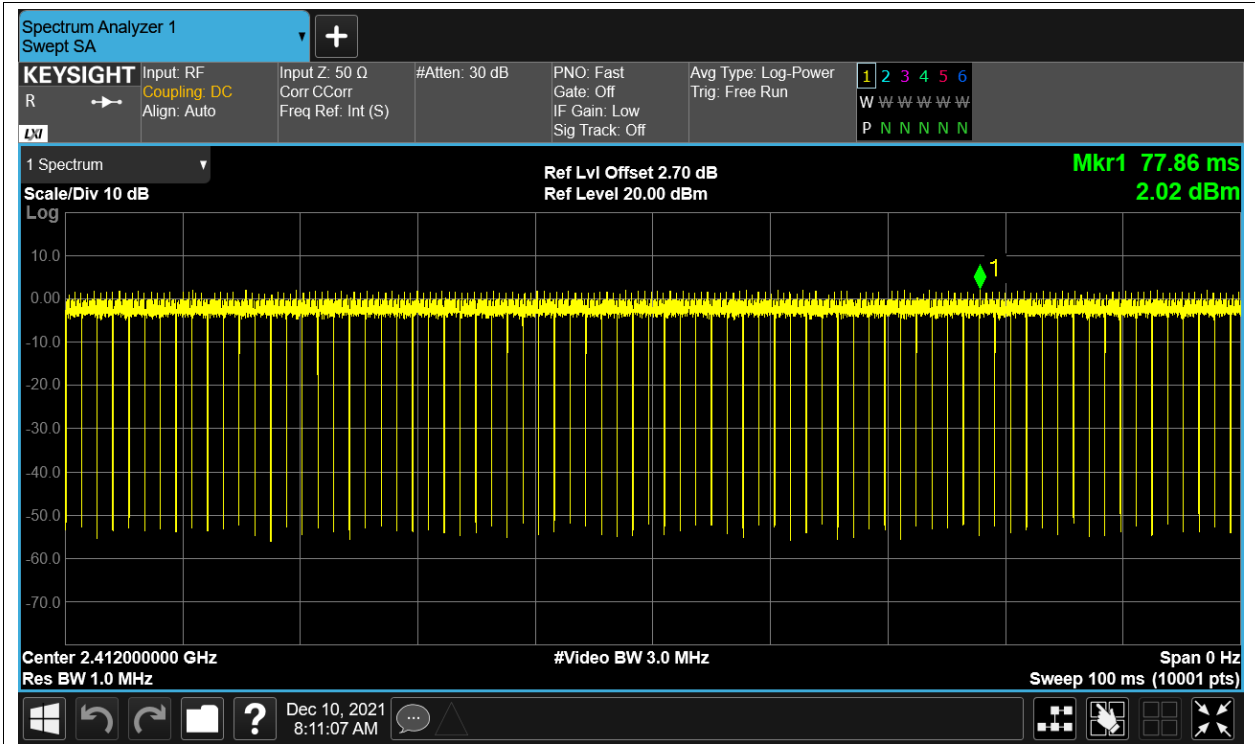 Spectrum Analyzer 1
Swept SA
KEYSIGHT
R
LXI
Input: RF
Coupling: DC
Align: Auto
Input Z: 50 Ω
Corr CCorr
Freq Ref: Int (S)
#Atten: 30 dB
PNO: Fast
Gate: Off
IF Gain: Low
Sig Track: Off
Avg Type: Log-Power
Trig: Free Run
1 2 3 4 5 6
W W W W W W
P N N N N N
1 Spectrum
Scale/Div 10 dB
Log
Ref Lvl Offset 2.70 dB
Ref Level 20.00 dBm
Mkr1 77.86 ms
2.02 dBm
10.0
1
0.00
-10.0
-20.0
-30.0
-40.0
-50.0
-60.0
-70.0
Center 2.412000000 GHz
Res BW 1.0 MHz
#Video BW 3.0 MHz
Span 0 Hz
Sweep 100 ms (10001 pts)
?
Dec 10, 2021
8:11:07 AM